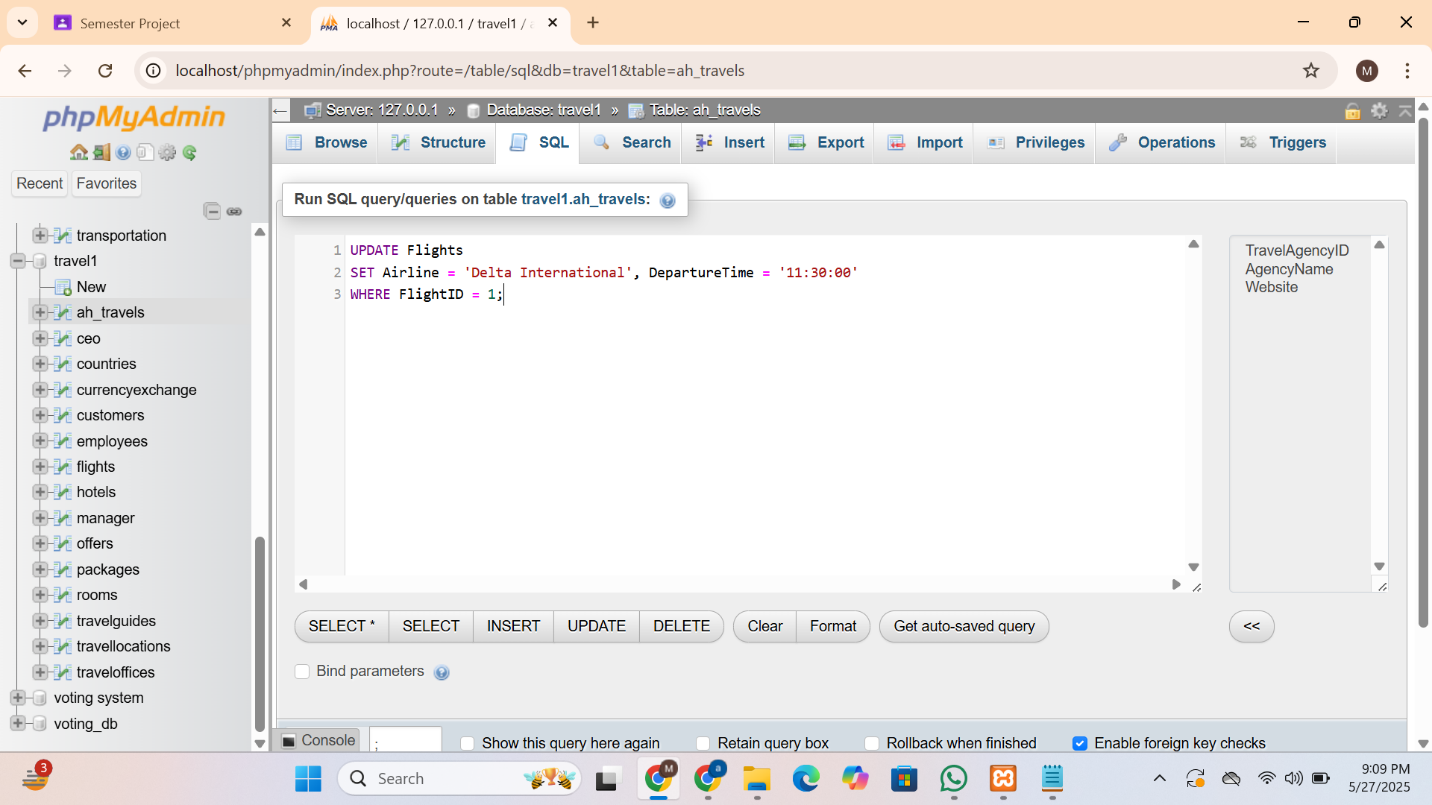 Semester Project
localhost / 127.0.0.1 / travel1 / a
localhost/phpmyadmin/index.php?route=/table/sql&db=travel1&table=ah_travels
M
phpMyAdmin
Recent
Favorites
transportation
travel1
New
ah_travels
ceo
countries
currencyexchange
customers
employees
flights
hotels
manager
offers
packages
rooms
travelguides
travellocations
traveloffices
voting system
voting_db
Server: 127.0.0.1 » Database: travel1 » Table: ah_travels
Browse Structure SQL Search Insert Export Import Privileges Operations Triggers
Run SQL query/queries on table travel1.ah_travels:
1 UPDATE Flights
2 SET Airline = 'Delta International', DepartureTime = '11:30:00'
3 WHERE FlightID = 1;
TravelAgencyID
AgencyName
Website
SELECT * SELECT INSERT UPDATE DELETE Clear Format Get auto-saved query <<
Bind parameters
Console ; Show this query here again Retain query box Rollback when finished Enable foreign key checks
3
Search
M
a
9:09 PM
5/27/2025